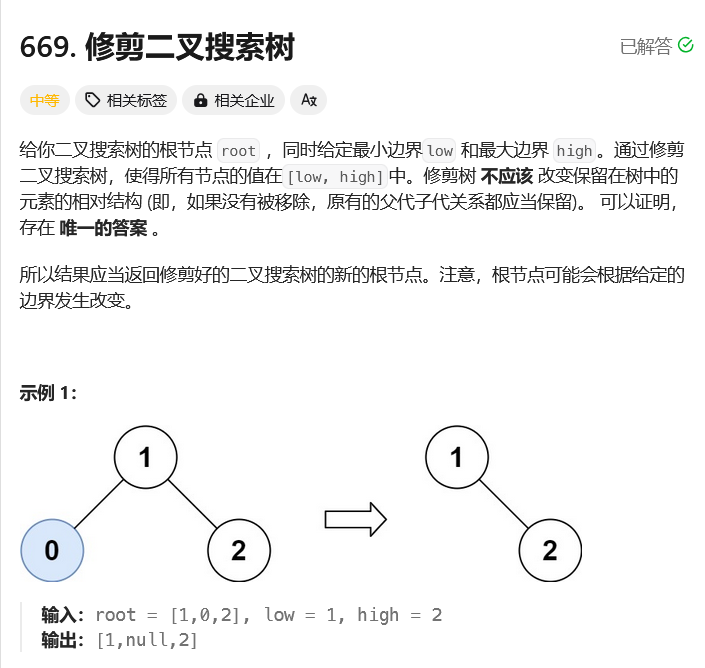 669. 修剪二叉搜索树
已解答
中等 相关标签 相关企业 Aあ
给你二叉搜索树的根节点 root ，同时给定最小边界low 和最大边界 high。通过修剪
二叉搜索树，使得所有节点的值在[low, high]中。修剪树 不应该 改变保留在树中的
元素的相对结构 (即，如果没有被移除，原有的父代子代关系都应当保留)。 可以证明，
存在 唯一的答案 。
所以结果应当返回修剪好的二叉搜索树的新的根节点。注意，根节点可能会根据给定的
边界发生改变。
示例 1：
1
0
2
1
2
输入：root = [1,0,2], low = 1, high = 2
输出：[1,null,2]